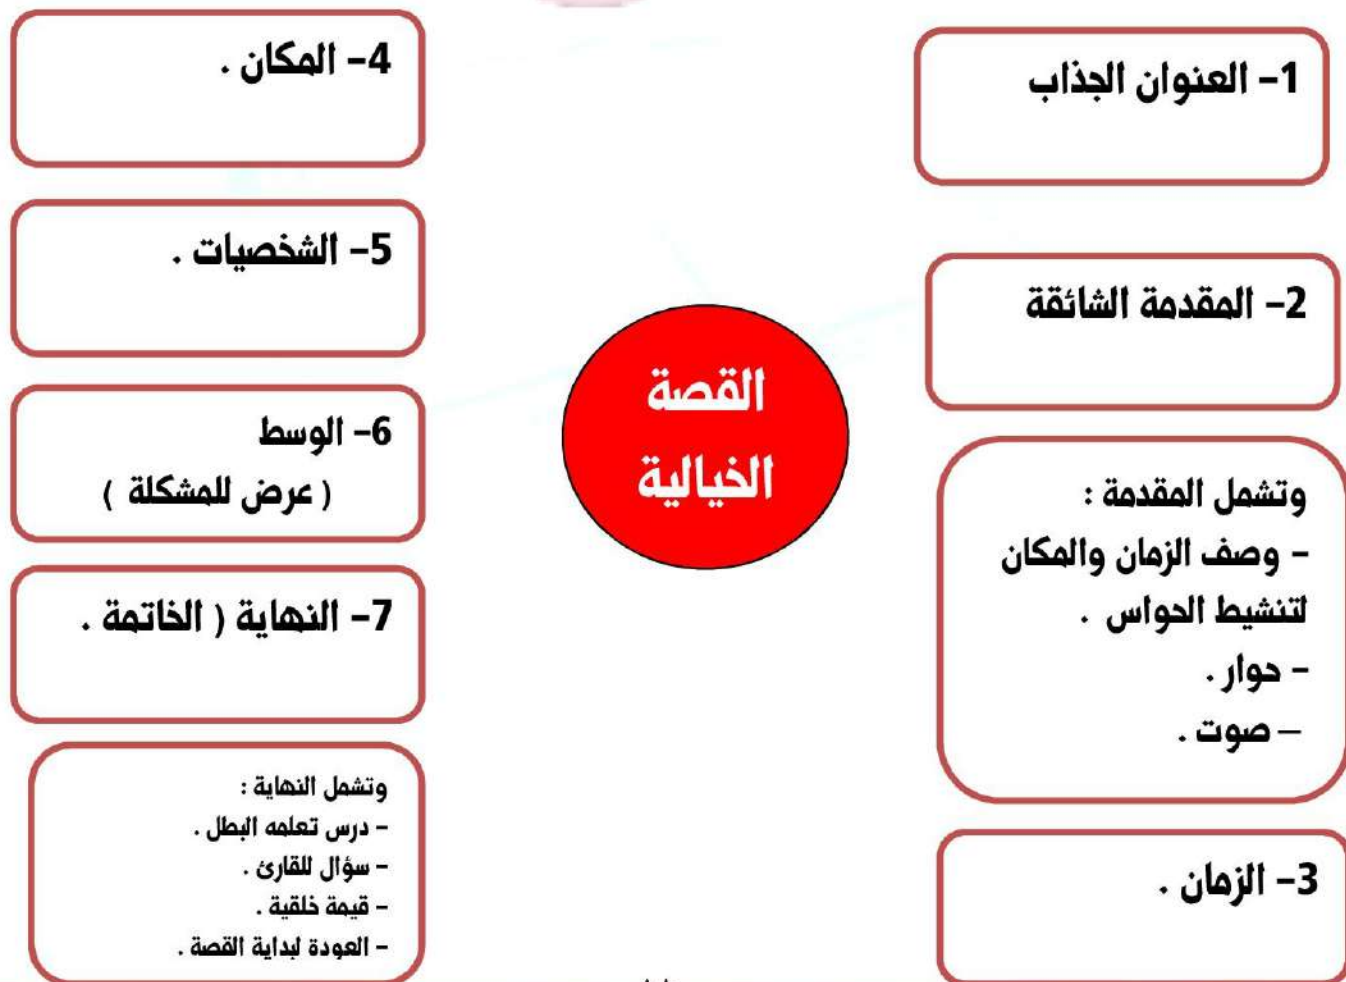 1- العنوان الجذاب
2- المقدمة الشائقة
وتشمل المقدمة :
- وصف الزمان والمكان
لتنشيط الحواس .
- حوار .
– صوت .
3- الزمان .
القصة
الخيالية
4- المكان .
5- الشخصيات .
6- الوسط
( عرض للمشكلة )
7- النهاية ( الخاتمة .
وتشمل النهاية :
- درس تعلمه البطل .
- سؤال للقارئ .
- قيمة خلقية .
- العودة لبداية القصة .